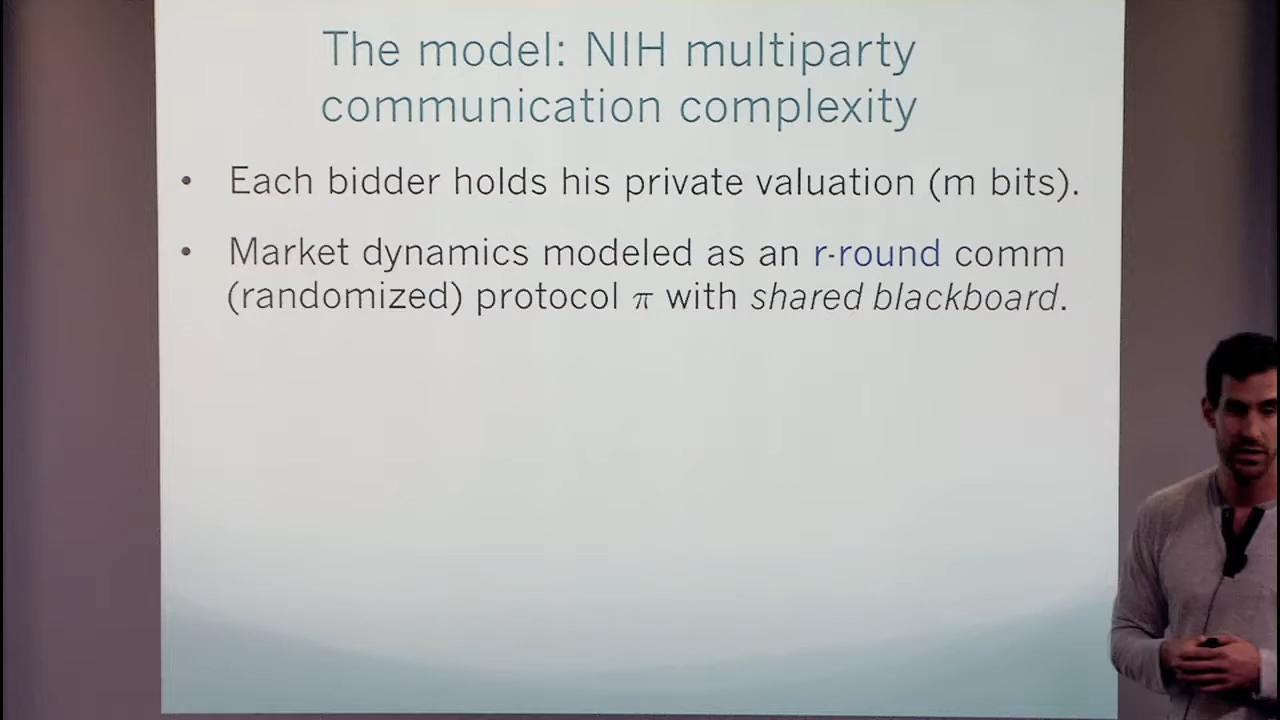 The model: NIH multiparty
communication complexity
• Each bidder holds his private valuation (m bits).
• Market dynamics modeled as an r-round comm
(randomized) protocol π with shared blackboard.